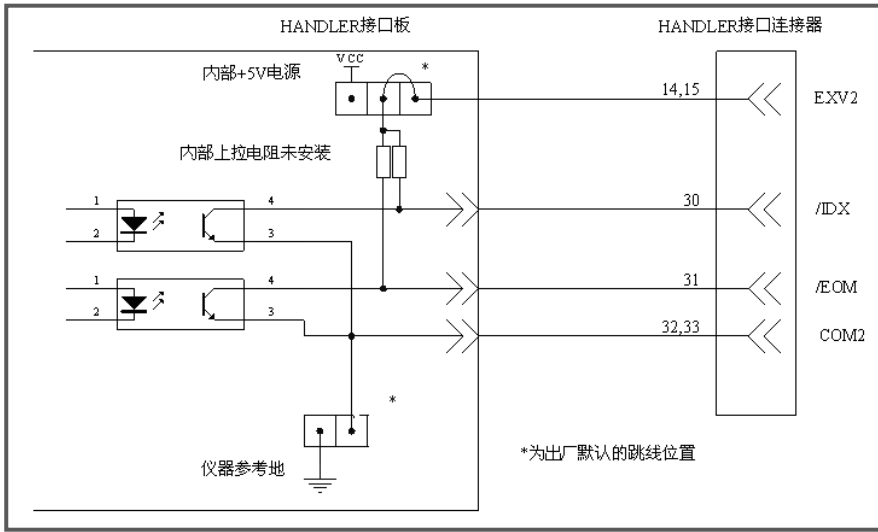 HANDLER接口板
HANDLER接口连接器
VCC
*
内部+5V电源
14,15
EXV2
内部上拉电阻未安装
1
4
30
/IDX
2
3
1
4
31
/EOM
2
3
32,33
COM2
*
*为出厂默认的跳线位置
仪器参考地